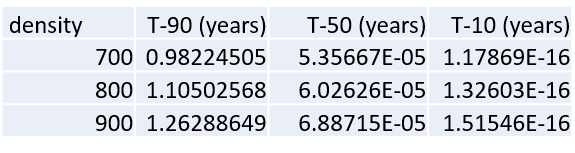 density T-90 (years) T-50 (years) T-10 (years)
700 0.98224505 5.35667E-05 1.17869E-16
800 1.10502568 6.02626E-05 1.32603E-16
900 1.26288649 6.88715E-05 1.51546E-16